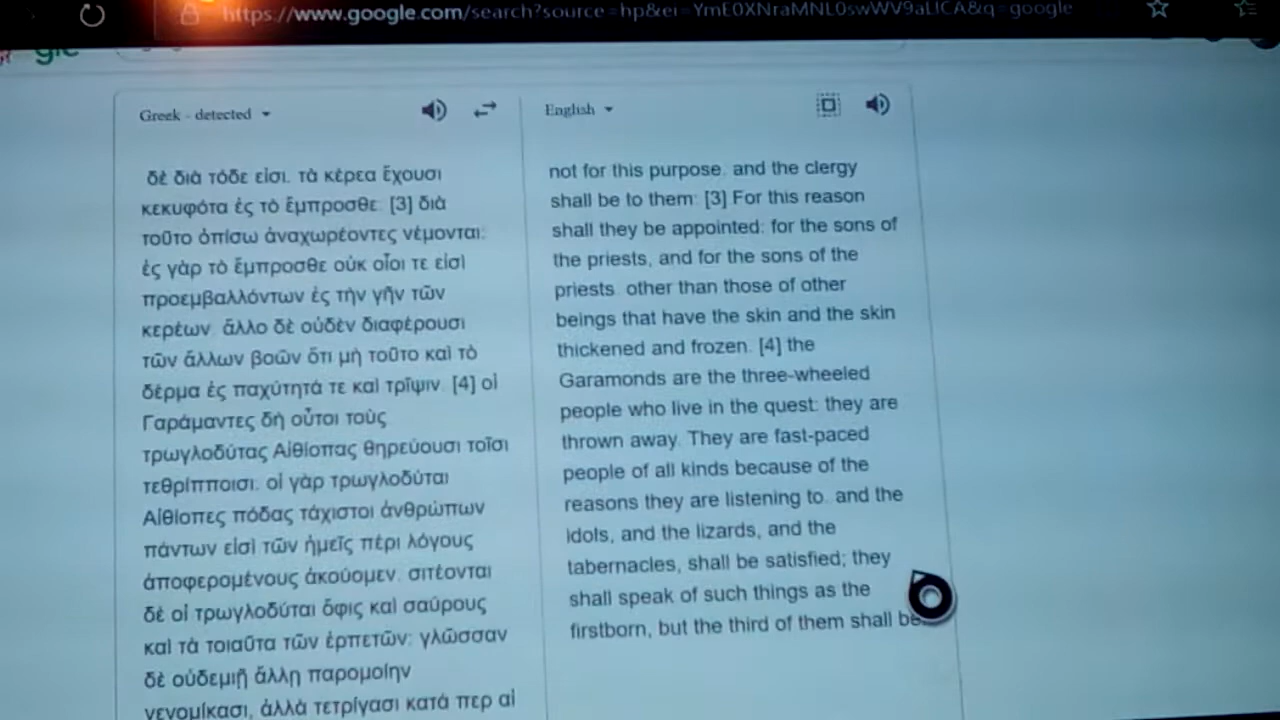 https://www.google.com/search?source=hp&ei=YmE0XNraMNL0swWV9aLICA&q=google
Greek - detected
English
δὲ διὰ τόδε εἰσι. τὰ κέρεα ἔχουσι
κεκυφότα ἐς τὸ ἔμπροσθε. [3] διὰ
τοῦτο ὀπίσω ἀναχωρέοντες νέμονται:
ἐς γὰρ τὸ ἔμπροσθε οὐκ οἷοι τε εἰσὶ
προεμβαλλόντων ἐς τὴν γῆν τῶν
κερέων. ἄλλο δὲ οὐδὲν διαφέρουσι
τῶν ἄλλων βοῶν ὅτι μὴ τοῦτο καὶ τὸ
δέρμα ἐς παχύτητά τε καὶ τρῖψιν. [4] οἱ
Γαράμαντες δὴ οὗτοι τοὺς
τρωγλοδύτας Αἰθίοπας θηρεύουσι τοῖσι
τεθρίπποισι: οἱ γὰρ τρωγλοδύται
Αἰθίοπες πόδας τάχιστοι ἀνθρώπων
πάντων εἰσὶ τῶν ἡμεῖς πέρι λόγους
ἀποφερομένους ἀκούομεν. σιτέονται
δὲ οἱ τρωγλοδύται ὄφις καὶ σαύρους
καὶ τὰ τοιαῦτα τῶν ἑρπετῶν: γλῶσσαν
δὲ οὐδεμιῇ ἄλλῃ παρομοίην
νενομίκασι, ἀλλὰ τετρίγασι κατά περ αἱ
not for this purpose. and the clergy
shall be to them: [3] For this reason
shall they be appointed: for the sons of
the priests, and for the sons of the
priests. other than those of other
beings that have the skin and the skin
thickened and frozen. [4] the
Garamonds are the three-wheeled
people who live in the quest: they are
thrown away. They are fast-paced
people of all kinds because of the
reasons they are listening to. and the
idols, and the lizards, and the
tabernacles, shall be satisfied; they
shall speak of such things as the
firstborn, but the third of them shall be